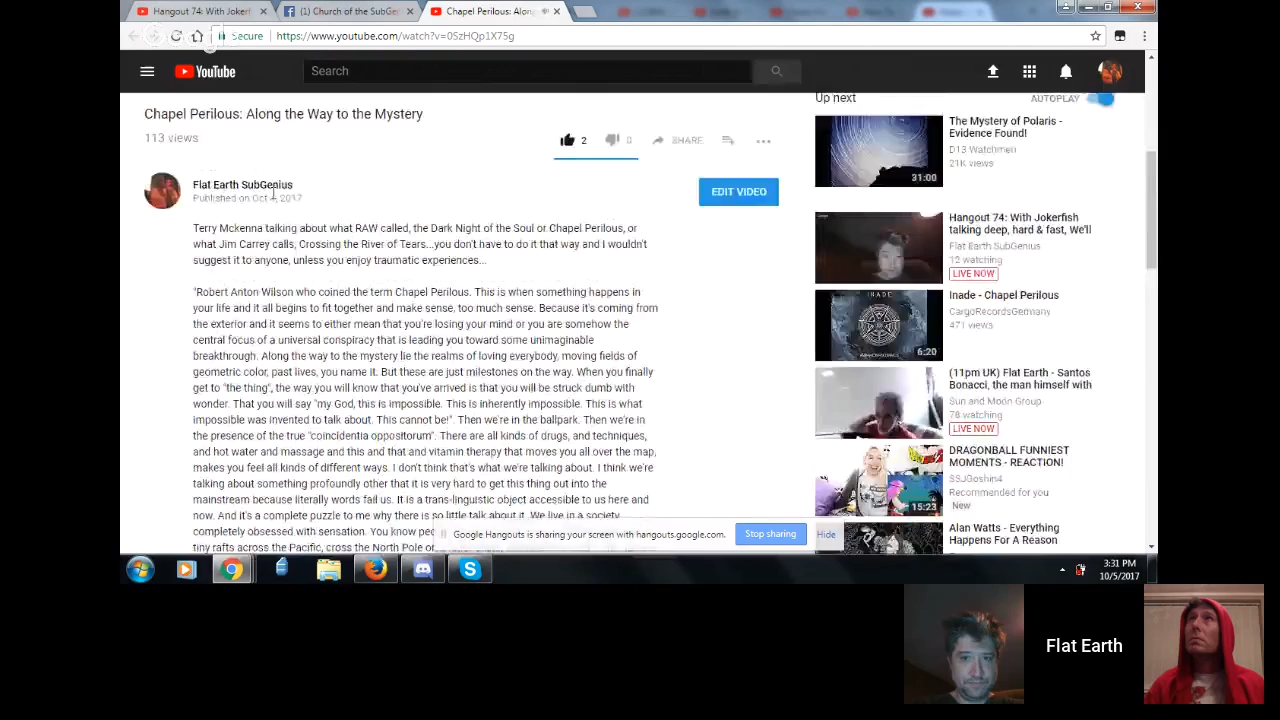 Hangout 74: With Jokerf
(1) Church of the SubGen
Chapel Perilous: Along
Secure
https://www.youtube.com/watch?v=0SzHQp1X75g
YouTube
Search
Chapel Perilous: Along the Way to the Mystery
113 views
2
0
SHARE
Flat Earth SubGenius
Published on Oct 4, 2017
EDIT VIDEO
Terry Mckenna talking about what RAW called, the Dark Night of the Soul or Chapel Perilous, or
what Jim Carrey calls, Crossing the River of Tears...you don't have to do it that way and I wouldn't
suggest it to anyone, unless you enjoy traumatic experiences...
"Robert Anton Wilson who coined the term Chapel Perilous. This is when something happens in
your life and it all begins to fit together and make sense, too much sense. Because it's coming from
the exterior and it seems to either mean that you're losing your mind or you are somehow the
central focus of a universal conspiracy that is leading you toward some unimaginable
breakthrough. Along the way to the mystery lie the realms of loving everybody, moving fields of
geometric color, past lives, you name it. But these are just milestones on the way. When you finally
get to "the thing", the way you will know that you've arrived is that you will be struck dumb with
wonder. That you will say "my God, this is impossible. This is inherently impossible. This is what
impossible was invented to talk about. This cannot be!". Then we're in the ballpark. Then we're in
the presence of the true "coincidentia oppositorum". There are all kinds of drugs, and techniques,
and hot water and massage and this and that and vitamin therapy that moves you all over the map,
makes you feel all kinds of different ways. I don't think that's what we're talking about. I think we're
talking about something profoundly other that it is very hard to get this thing out into the
mainstream because literally words fail us. It is a trans-linguistic object accessible to us here and
now. And it's a complete puzzle to me why there is so little talk about it. We live in a society
completely obsessed with sensation. You know
tiny rafts across the Pacific, cross the North Pole
Up next
AUTOPLAY
The Mystery of Polaris -
Evidence Found!
D13 Watchmen
21K views
31:00
Hangout 74: With Jokerfish
talking deep, hard & fast, We'll
Flat Earth SubGenius
12 watching
LIVE NOW
INADE
Inade - Chapel Perilous
CargoRecordsGermany
471 views
6:20
(11pm UK) Flat Earth - Santos
Bonacci, the man himself with
Sun and Moon Group
78 watching
LIVE NOW
DRAGONBALL FUNNIEST
MOMENTS - REACTION!
SSJGoshin4
Recommended for you
New
15:23
Alan Watts - Everything
Happens For A Reason
Google Hangouts is sharing your screen with hangouts.google.com.
Stop sharing
Hide
3:31 PM
10/5/2017
Flat Earth